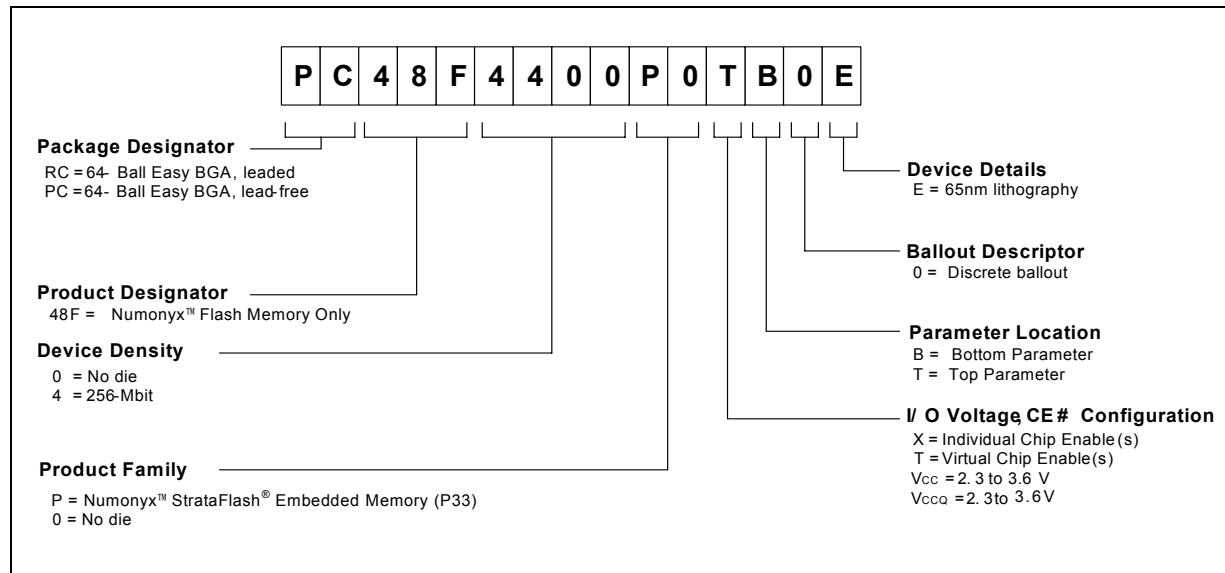 P C 4 8 F 4 4 0 0 P 0 T B 0 E
Package Designator
RC = 64- Ball Easy BGA, leaded
PC = 64- Ball Easy BGA, lead-free
Product Designator
48F = Numonyx™ Flash Memory Only
Device Density
0 = No die
4 = 256-Mbit
Product Family
P = Numonyx™ StrataFlash® Embedded Memory (P33)
0 = No die
Device Details
E = 65nm lithography
Ballout Descriptor
0 = Discrete ballout
Parameter Location
B = Bottom Parameter
T = Top Parameter
I/ O Voltage, CE # Configuration
X = Individual Chip Enable(s)
T = Virtual Chip Enable(s)
Vcc = 2. 3 to 3.6 V
VccQ = 2. 3 to 3.6 V